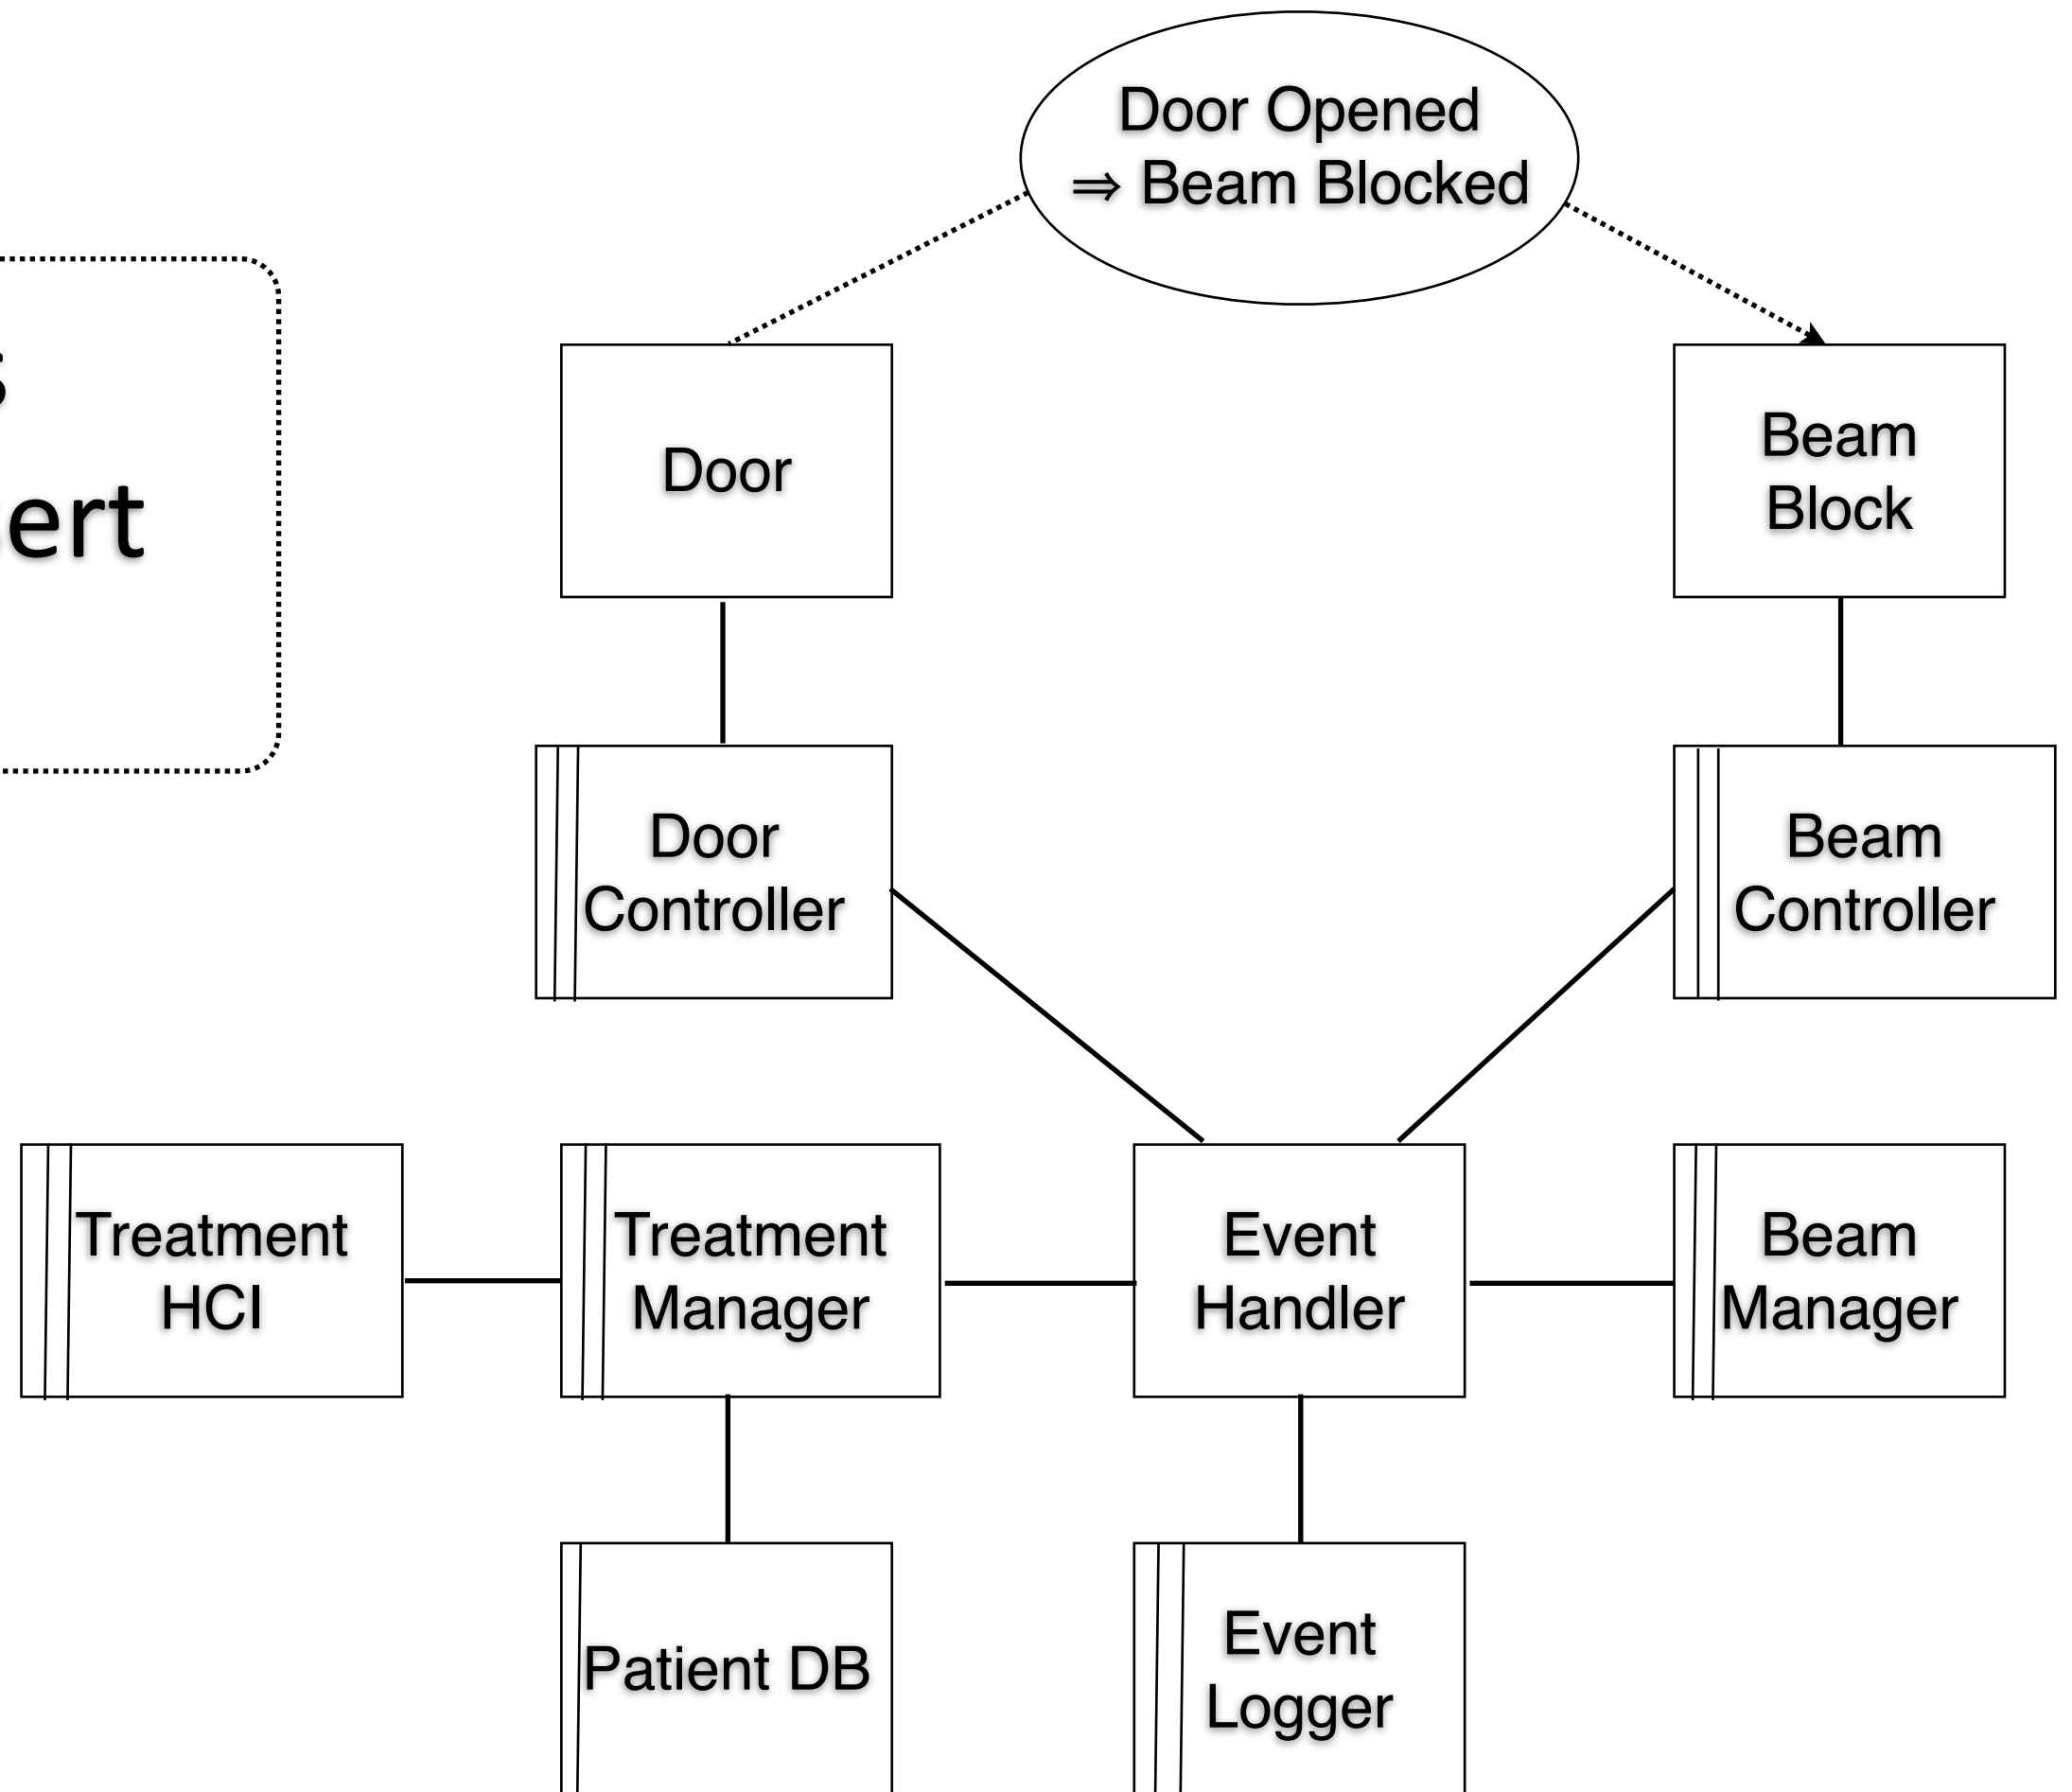 Door Opened
⇒ Beam Blocked
Door
Beam
Block
Door
Controller
Beam
Controller
Treatment
HCI
Treatment
Manager
Event
Handler
Beam
Manager
Patient DB
Event
Logger